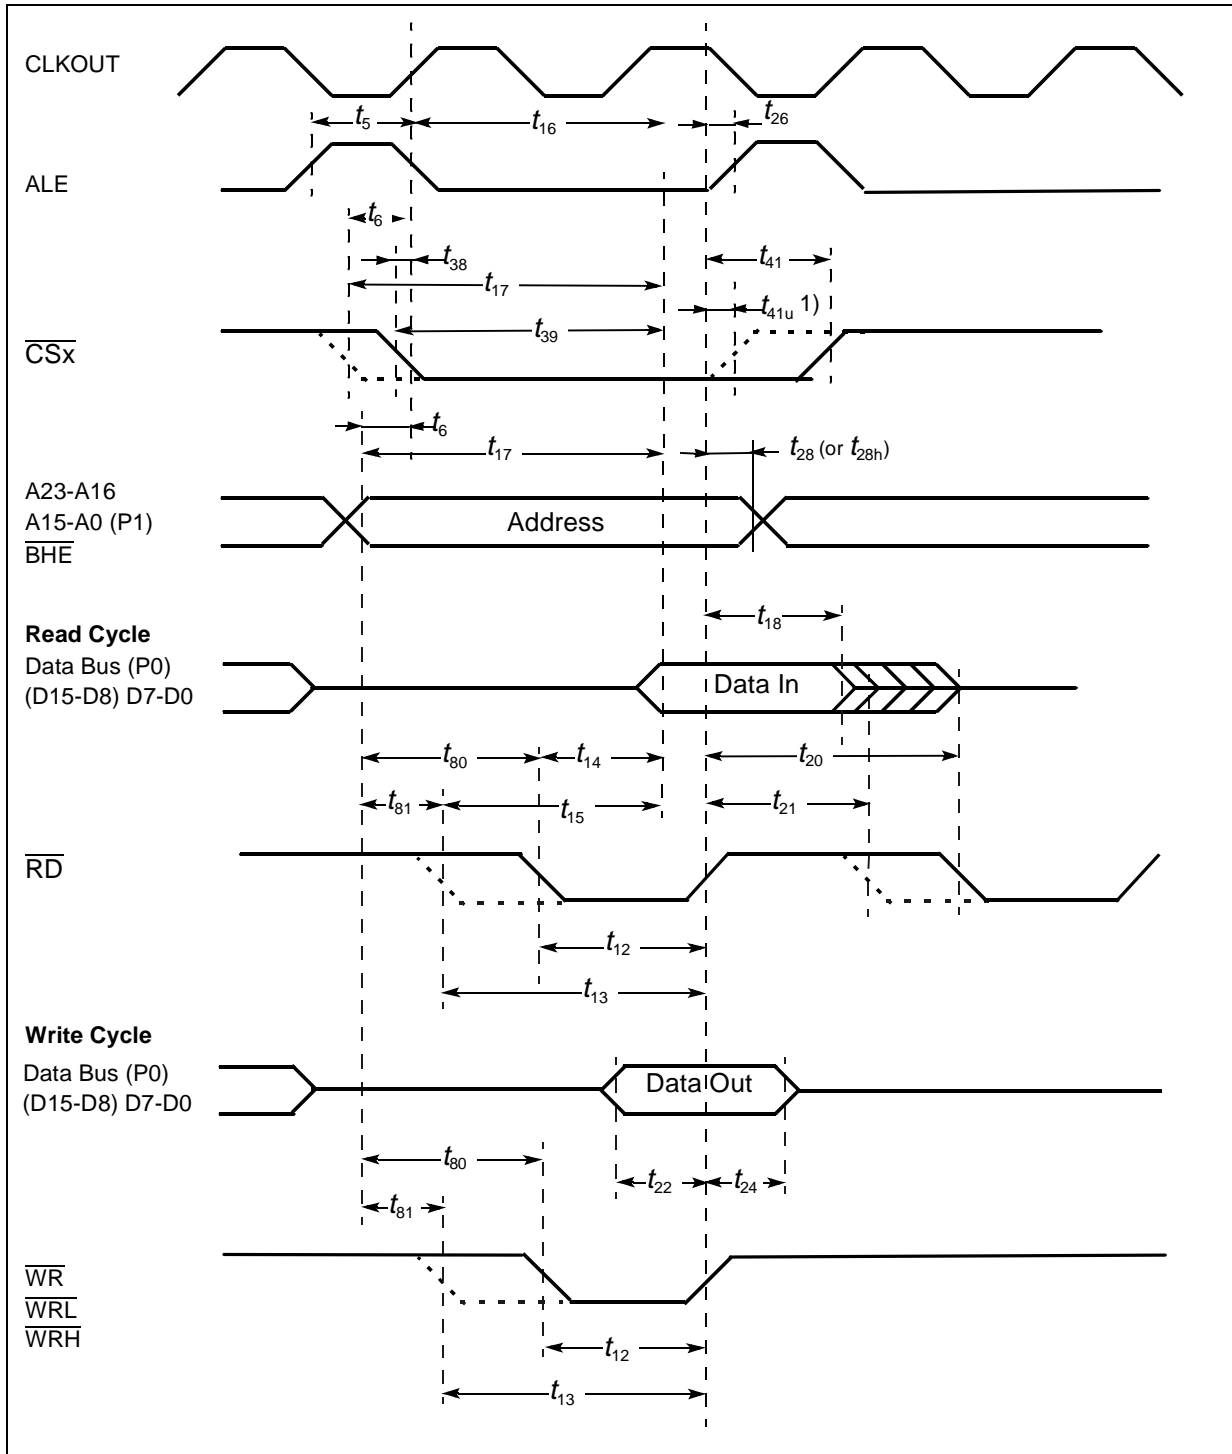 CLKOUT
t5 t16 t26
ALE
t6
t38 t41
t17
t41u 1)
t39
CSx
t6
t17 t28 (or t28h)
A23-A16
A15-A0 (P1) Address
BHE
t18
Read Cycle
Data Bus (P0)
(D15-D8) D7-D0 Data In
t80 t14 t20
t81 t15 t21
RD
t12
t13
Write Cycle
Data Bus (P0)
(D15-D8) D7-D0 Data Out
t80
t22 t24
t81
WR
WRL
WRH
t12
t13